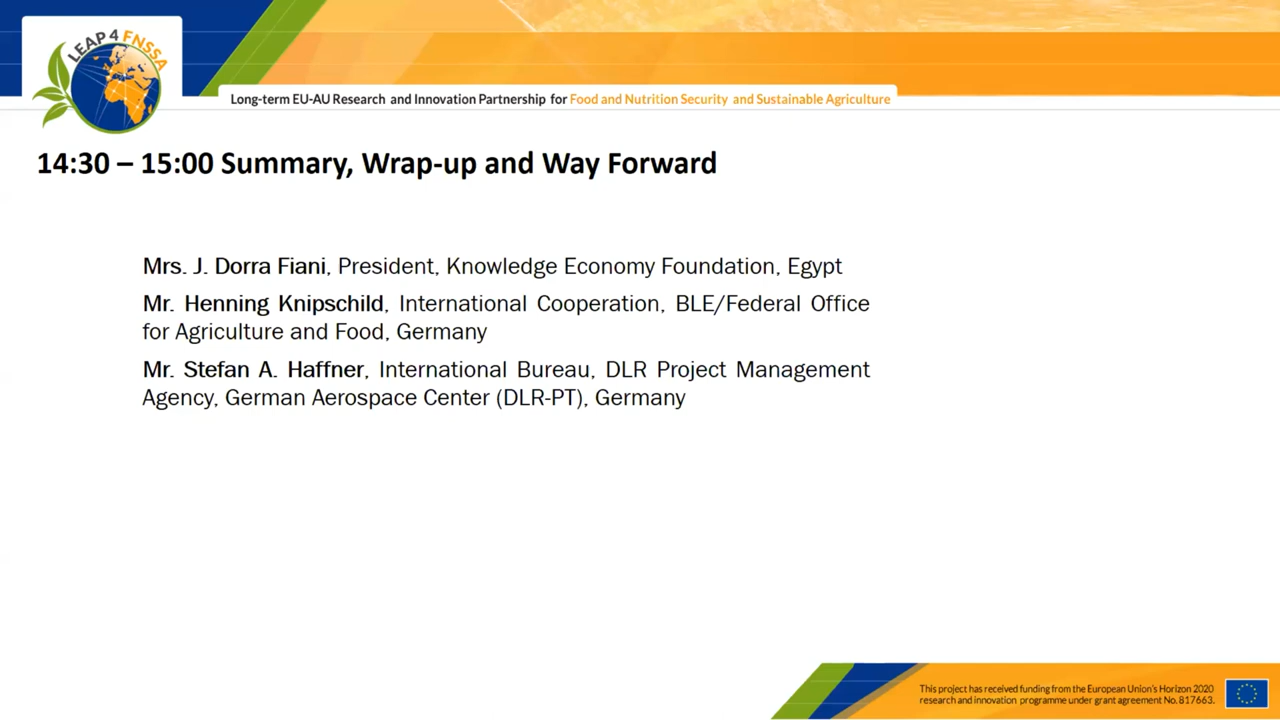 LEAP 4 FNSSA
Long-term EU-AU Research and Innovation Partnership for Food and Nutrition Security and Sustainable Agriculture
14:30 – 15:00 Summary, Wrap-up and Way Forward
Mrs. J. Dorra Fiani, President, Knowledge Economy Foundation, Egypt
Mr. Henning Knipschild, International Cooperation, BLE/Federal Office
for Agriculture and Food, Germany
Mr. Stefan A. Haffner, International Bureau, DLR Project Management
Agency, German Aerospace Center (DLR-PT), Germany
This project has received funding from the European Union's Horizon 2020
research and innovation programme under grant agreement No. 817663.